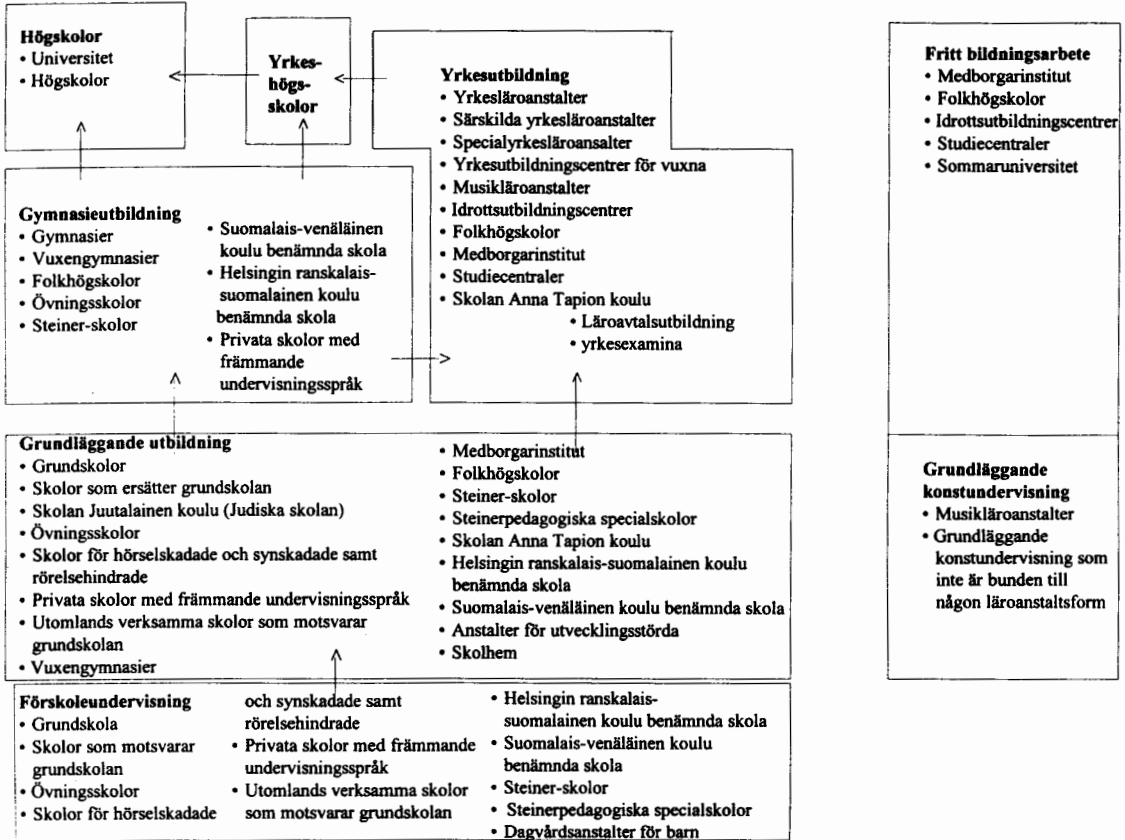 Högskolor
• Universitet
• Högskolor
Yrkes-
högs-
skolor
Yrkesutbildning
• Yrkesläroanstalter
• Särskilda yrkesläroanstalter
• Specialyrkesläroansalter
• Yrkesutbildningscentrer för vuxna
• Musikläroanstalter
• Idrottsutbildningscentrer
• Folkhögskolor
• Medborgarinstitut
• Studiecentraler
• Skolan Anna Tapion koulu
• Läroavtalsutbildning
• yrkesexamina
Fritt bildningsarbete
• Medborgarinstitut
• Folkhögskolor
• Idrottsutbildningscentrer
• Studiecentraler
• Sommaruniversitet
Gymnasieutbildning
• Gymnasier
• Vuxengymnasier
• Folkhögskolor
• Övningsskolor
• Steiner-skolor
• Suomalais-venäläinen
koulu benämnda skola
• Helsingin ranskalais-
suomalainen koulu
benämnda skola
• Privata skolor med
främmande
undervisningsspråk
Grundläggande utbildning
• Grundskolor
• Skolor som ersätter grundskolan
• Skolan Juutalainen koulu (Judiska skolan)
• Övningsskolor
• Skolor för hörselskadade och synskadade samt
rörelsehindrade
• Privata skolor med främmande undervisningsspråk
• Utomlands verksamma skolor som motsvarar
grundskolan
• Vuxengymnasier
• Medborgarinstitut
• Folkhögskolor
• Steiner-skolor
• Steinerpedagogiska specialskolor
• Skolan Anna Tapion koulu
• Helsingin ranskalais-suomalainen koulu
benämnda skola
• Suomalais-venäläinen koulu benämnda skola
• Anstalter för utvecklingsstörda
• Skolhem
Grundläggande
konstundervisning
• Musikläroanstalter
• Grundläggande
konstundervisning som
inte är bunden till
någon läroanstaltsform
Förskoleundervisning
• Grundskola
• Skolor som motsvarar
grundskolan
• Övningsskolor
• Skolor för hörselskadade
och synskadade samt
rörelsehindrade
• Privata skolor med främmande
undervisningsspråk
• Utomlands verksamma skolor
som motsvarar grundskolan
• Helsingin ranskalais-
suomalainen koulu benämnda skola
• Suomalais-venäläinen koulu
benämnda skola
• Steiner-skolor
• Steinerpedagogiska specialskolor
• Dagvårdsanstalter för barn